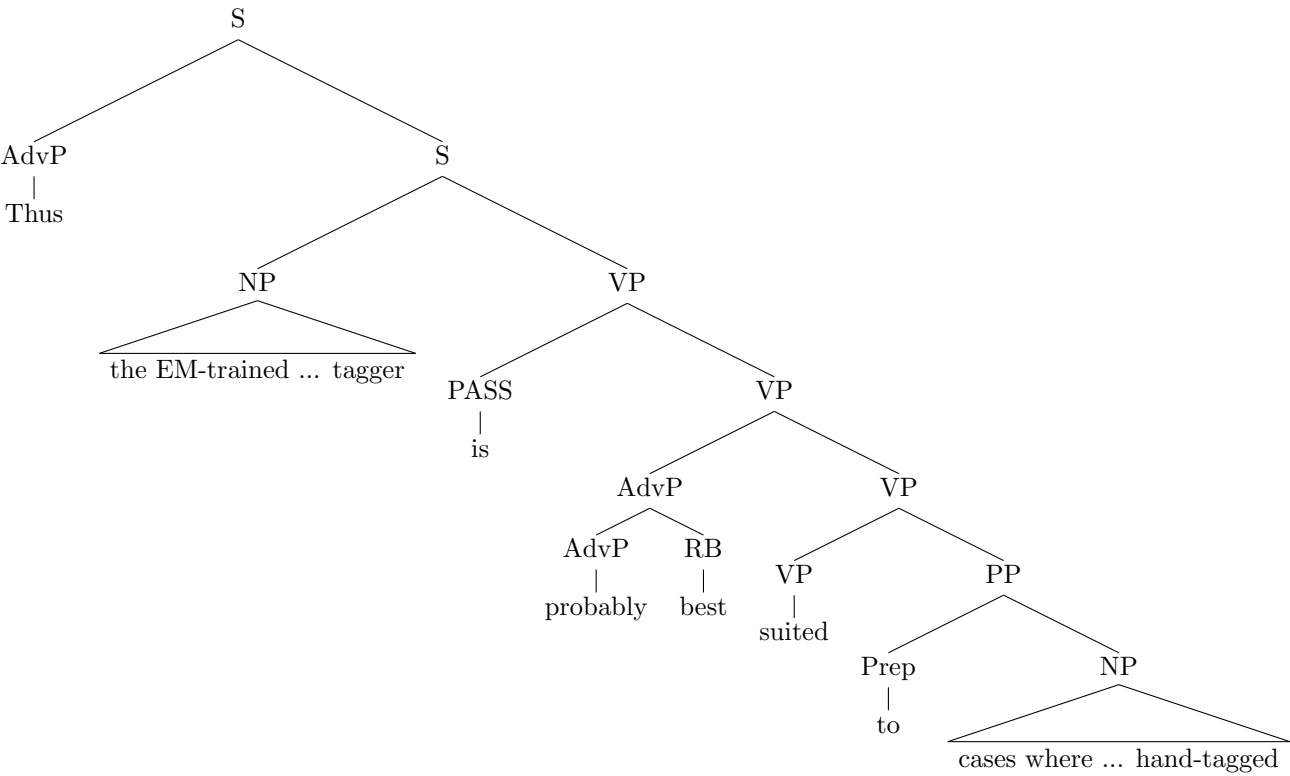 S
AdvP S
Thus
NP VP
the EM-trained ... tagger
PASS VP
is
AdvP VP
AdvP RB
VP PP
probably best
suited
Prep NP
to
cases where ... hand-tagged